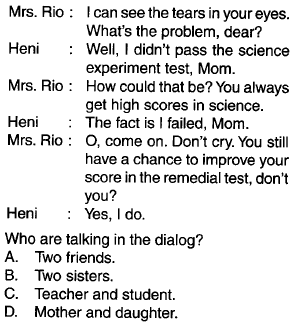 Mrs. Rio : I can see the tears in your eyes.
What's the problem, dear?
Heni : Well, I didn't pass the science
experiment test, Mom.
Mrs. Rio : How could that be? You always
get high scores in science.
Heni : The fact is I failed, Mom.
Mrs. Rio : O, come on. Don't cry. You still
have a chance to improve your
score in the remedial test, don't
you?
Heni : Yes, I do.
Who are talking in the dialog?
A. Two friends.
B. Two sisters.
C. Teacher and student.
D. Mother and daughter.